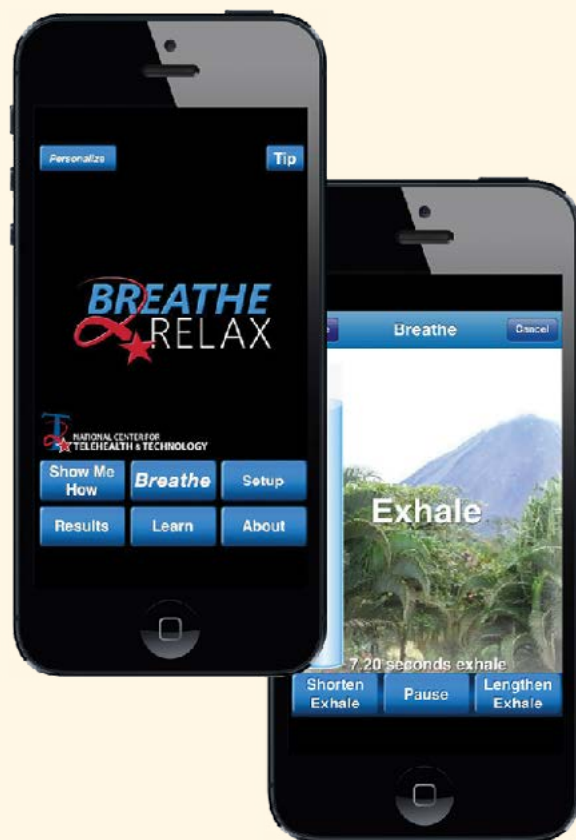 Personalize
Tip
BREATHE
2 RELAX
T2
NATIONAL CENTER FOR
TELEHEALTH & TECHNOLOGY
Show Me
How
Breathe
Setup
Results
Learn
About
Breathe
Cancel
Exhale
7.20 seconds exhale
Shorten
Exhale
Pause
Lengthen
Exhale